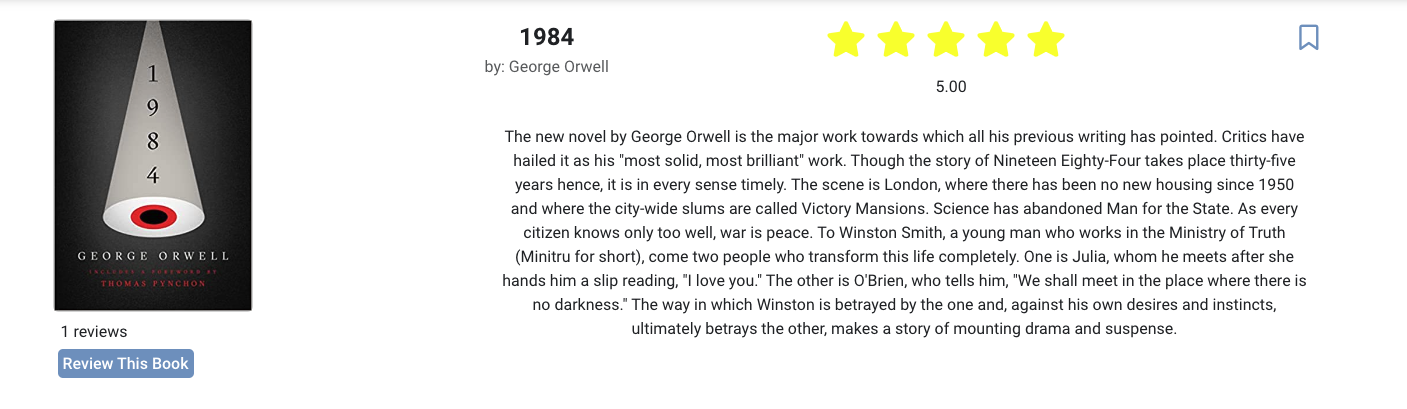 1
9
8
4
GEORGE ORWELL
INCLUDES A FOREWORD BY
THOMAS PYNCHON
1 reviews
Review This Book
1984
by: George Orwell
5.00
The new novel by George Orwell is the major work towards which all his previous writing has pointed. Critics have
hailed it as his "most solid, most brilliant" work. Though the story of Nineteen Eighty-Four takes place thirty-five
years hence, it is in every sense timely. The scene is London, where there has been no new housing since 1950
and where the city-wide slums are called Victory Mansions. Science has abandoned Man for the State. As every
citizen knows only too well, war is peace. To Winston Smith, a young man who works in the Ministry of Truth
(Minitru for short), come two people who transform this life completely. One is Julia, whom he meets after she
hands him a slip reading, "I love you." The other is O'Brien, who tells him, "We shall meet in the place where there is
no darkness." The way in which Winston is betrayed by the one and, against his own desires and instincts,
ultimately betrays the other, makes a story of mounting drama and suspense.